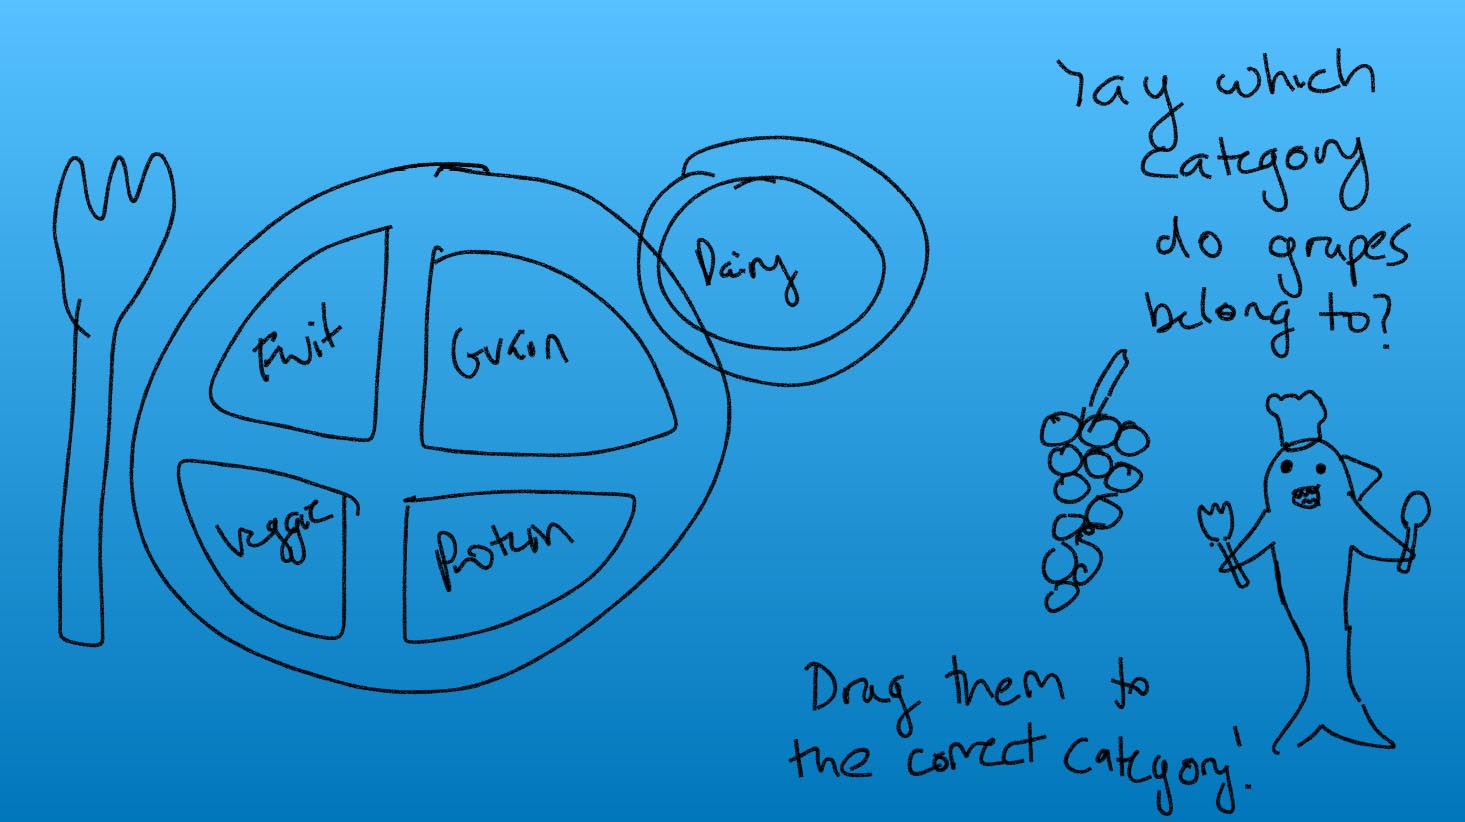 Yay which
Category
do grapes
belong to?
Dairy
Fruit
Grain
Veggie
Protein
Drag them to
the correct Category!